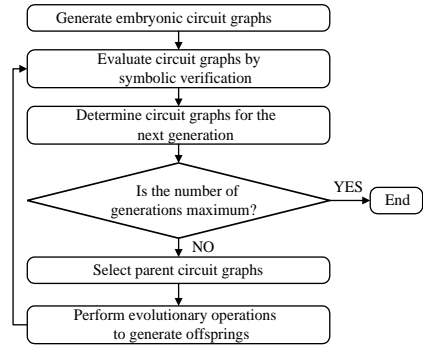 Generate embryonic circuit graphs
Evaluate circuit graphs by
symbolic verification
Determine circuit graphs for the
next generation
Is the number of
generations maximum?
YES
End
NO
Select parent circuit graphs
Perform evolutionary operations
to generate offsprings